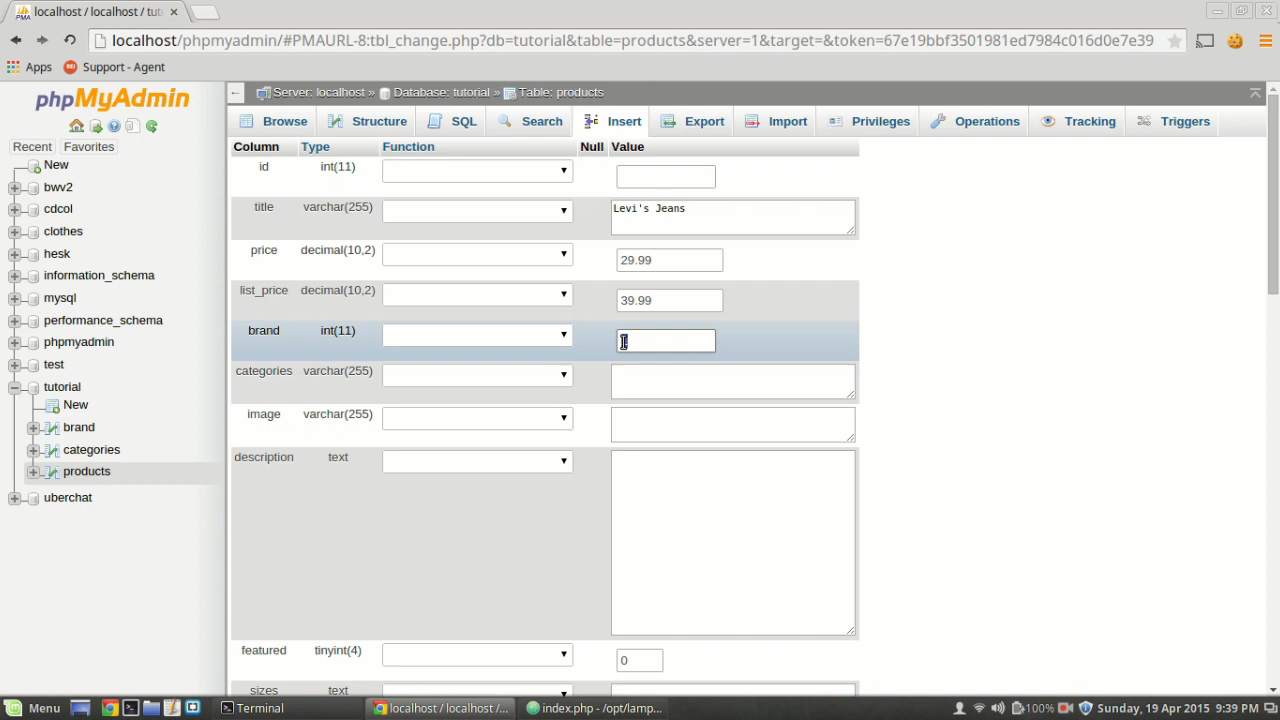 localhost / localhost / tut
localhost/phpmyadmin/#PMAURL-8:tbl_change.php?db=tutorial&table=products&server=1&target=&token=67e19bbf3501981ed7984c016d0e7e39
Apps REI Support - Agent
phpMyAdmin
Server: localhost » Database: tutorial » Table: products
Browse Structure SQL Search Insert Export Import Privileges Operations Tracking Triggers
Recent Favorites
New
bwv2
cdcol
clothes
hesk
information_schema
mysql
performance_schema
phpmyadmin
test
tutorial
New
brand
categories
products
uberchat
Column Type Function Null Value
id int(11)
title varchar(255) Levi's Jeans
price decimal(10,2) 29.99
list_price decimal(10,2) 39.99
brand int(11)
categories varchar(255)
image varchar(255)
description text
featured tinyint(4) 0
sizes text
Menu Terminal localhost / localhost /... index.php - /opt/lamp... 100% Sunday, 19 Apr 2015 9:39 PM